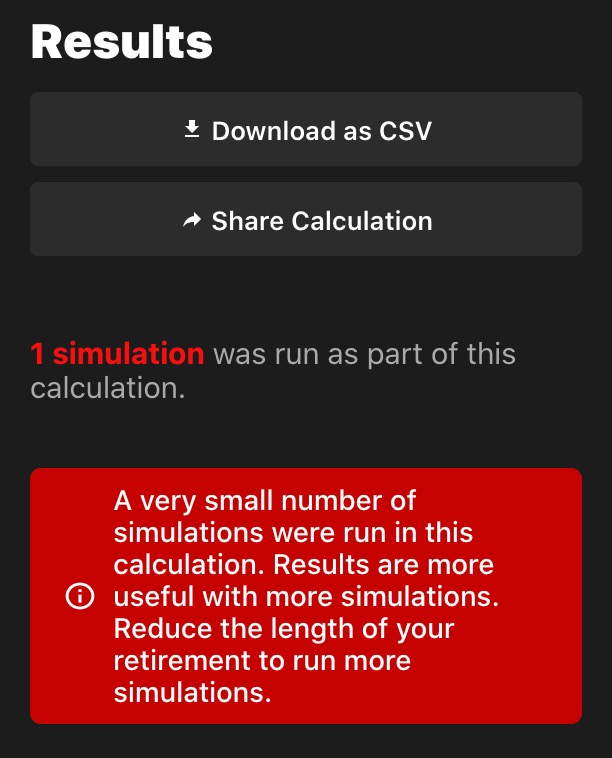 Results
Download as CSV
Share Calculation
1 simulation was run as part of this
calculation.
A very small number of
simulations were run in this
calculation. Results are more
useful with more simulations.
Reduce the length of your
retirement to run more
simulations.